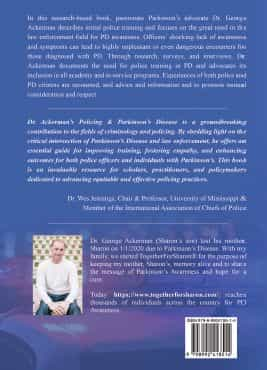 In this research-based book, passionate Parkinson's advocate Dr. George
Ackerman describes initial police training and focuses on the great need in the
law enforcement field for PD awareness. Officers' shocking lack of awareness
and symptoms can lead to highly unpleasant or even dangerous encounters for
those diagnosed with PD. Through research, surveys, and interviews, Dr.
Ackerman documents the need for police training in PD and advocates its
inclusion in all academy and in-service programs. Experiences of both police and
PD citizens are recounted, and advice and information and to promote mutual
consideration and respect
Dr. Ackerman's Policing & Parkinson's Disease is a groundbreaking
contribution to the fields of criminology and policing. By shedding light on the
critical intersection of Parkinson's Disease and law enforcement, he offers an
essential guide for improving training, fostering empathy, and enhancing
outcomes for both police officers and individuals with Parkinson's. This book
is an invaluable resource for scholars, practitioners, and policymakers
dedicated to advancing equitable and effective policing practices.
Dr. Wes Jennings, Chair & Professor, University of Mississippi &
Member of the International Association of Chiefs of Police
Dr. George Ackerman (Sharon's son) lost his mother,
Sharon on 1/1/2020 due to Parkinson's Disease. With my
family, we started TogetherForSharon® for the purpose of
keeping my mother, Sharon's, memory alive and to share
the message of Parkinson's Awareness and hope for a
cure.
Today https://www.togetherforsharon.com/ reaches
thousands of individuals across the country for PD
Awareness.